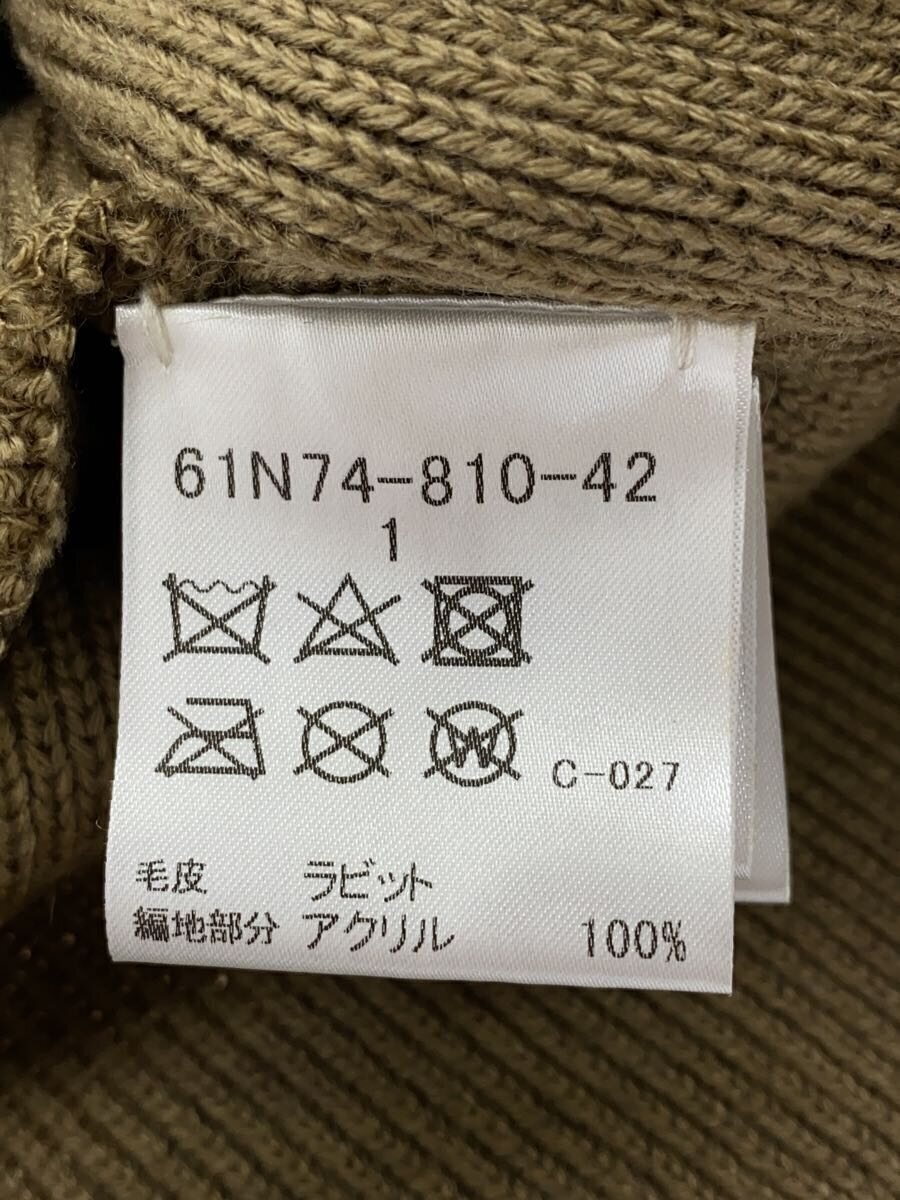 61N74-810-42
1
W
C-027
毛皮 ラビット
編地部分 アクリル 100%